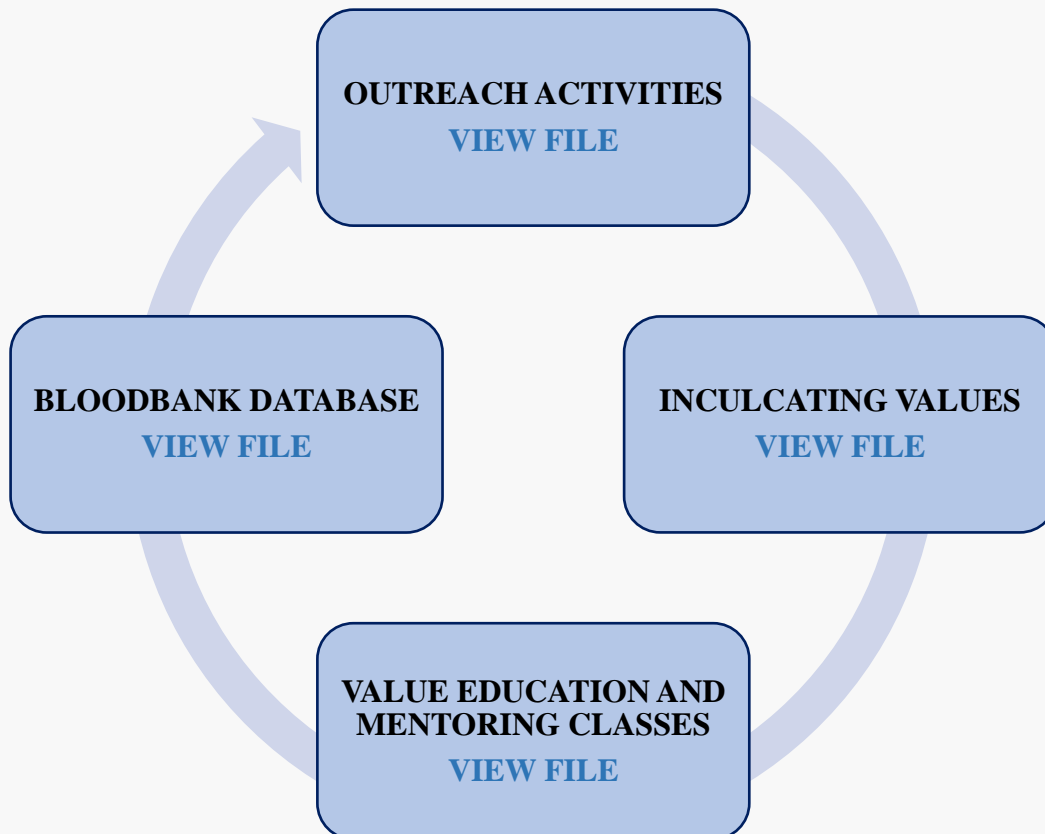 OUTREACH ACTIVITIES
VIEW FILE
BLOODBANK DATABASE
VIEW FILE
INCULCATING VALUES
VIEW FILE
VALUE EDUCATION AND
MENTORING CLASSES
VIEW FILE